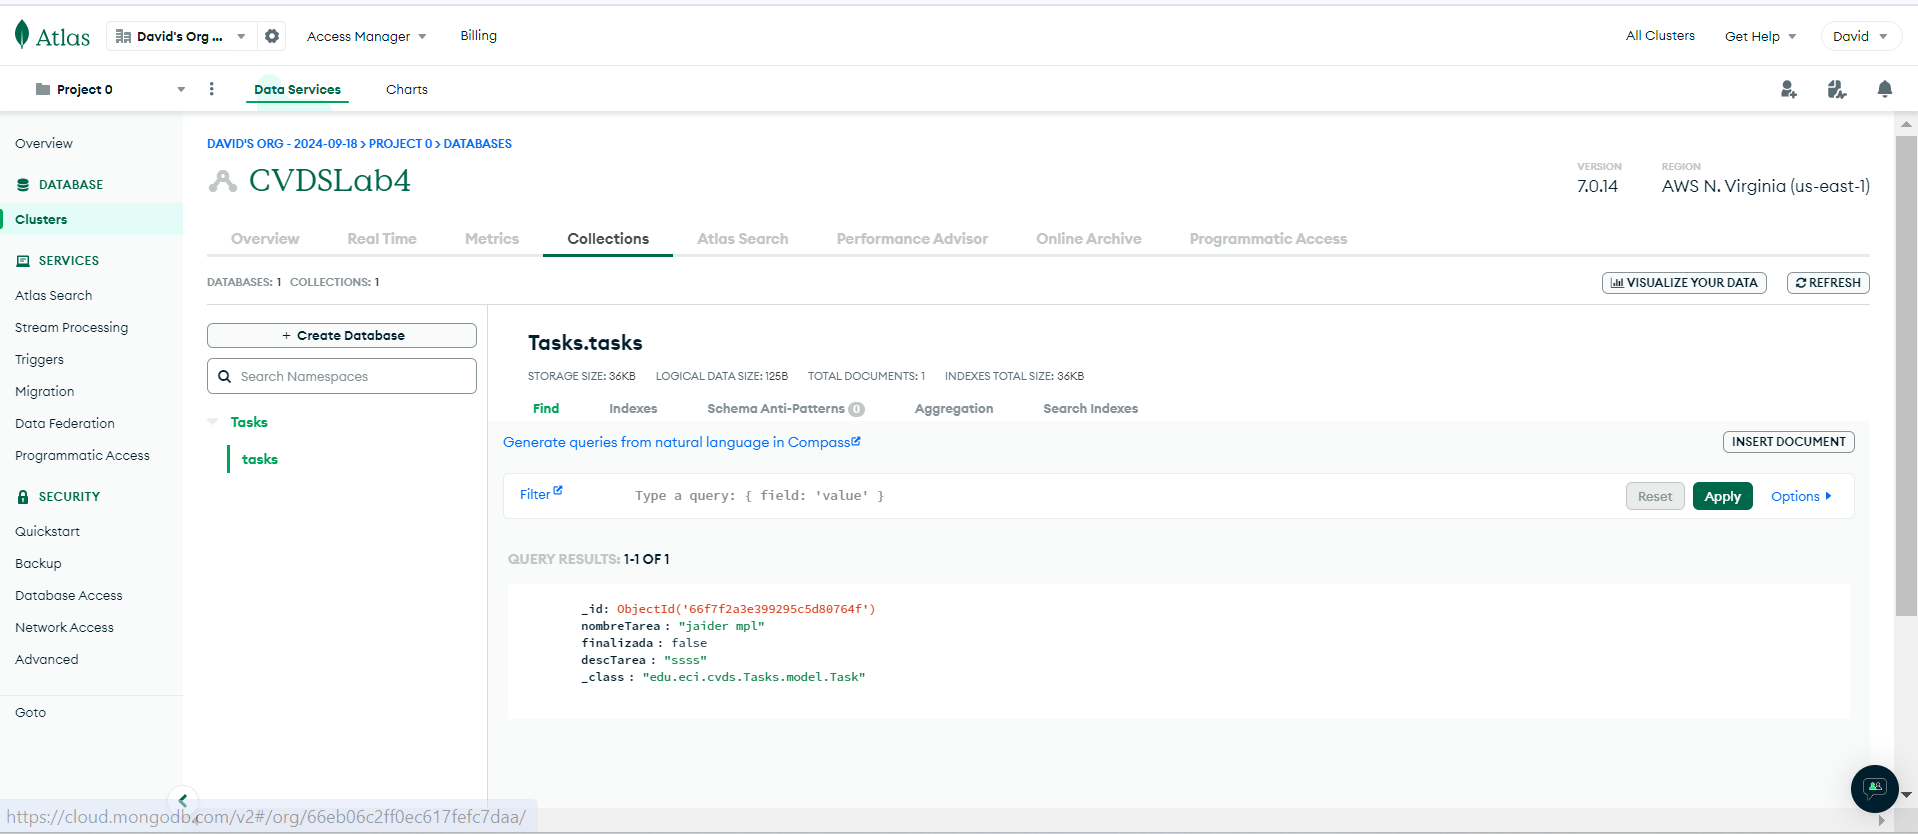 Atlas
David's Org ...
Access Manager
Billing
All Clusters
Get Help
David
Project 0
Data Services
Charts
Overview
DATABASE
Clusters
SERVICES
Atlas Search
Stream Processing
Triggers
Migration
Data Federation
Programmatic Access
SECURITY
Quickstart
Backup
Database Access
Network Access
Advanced
Goto
DAVID'S ORG - 2024-09-18 > PROJECT 0 > DATABASES
CVDSLab4
VERSION
7.0.14
REGION
AWS N. Virginia (us-east-1)
Overview Real Time Metrics Collections Atlas Search Performance Advisor Online Archive Programmatic Access
DATABASES: 1 COLLECTIONS: 1
VISUALIZE YOUR DATA
REFRESH
+ Create Database
Search Namespaces
Tasks
tasks
Tasks.tasks
STORAGE SIZE: 36KB LOGICAL DATA SIZE: 125B TOTAL DOCUMENTS: 1 INDEXES TOTAL SIZE: 36KB
Find Indexes Schema Anti-Patterns 0 Aggregation Search Indexes
Generate queries from natural language in Compass
INSERT DOCUMENT
Filter
Type a query: { field: 'value' }
Reset
Apply
Options
QUERY RESULTS: 1-1 OF 1
_id: ObjectId('66f7f2a3e399295c5d80764f')
nombreTarea : "jaider mpl"
finalizada : false
descTarea : "ssss"
_class : "edu.eci.cvds.Tasks.model.Task"
https://cloud.mongodb.com/v2#/org/66eb06c2ff0ec617fefc7daa/